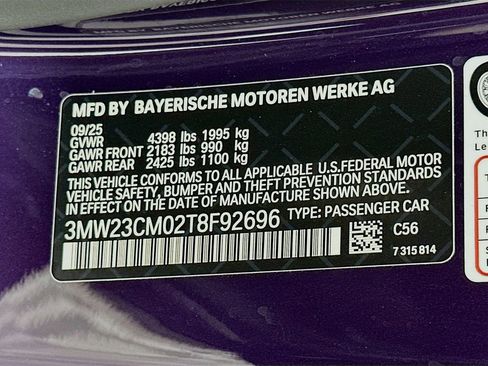 MFD BY BAYERISCHE MOTOREN WERKE AG
09/25
GVWR 4398 lbs 1995 kg
GAWR FRONT 2183 lbs 990 kg
GAWR REAR 2425 lbs 1100 kg
THIS VEHICLE CONFORMS TO ALL APPLICABLE U.S.FEDERAL MOTOR
VEHICLE SAFETY, BUMPER AND THEFT PREVENTION STANDARDS
IN EFFECT ON THE DATE OF MANUFACTURE SHOWN ABOVE.
3MW23CM02T8F92696 TYPE: PASSENGER CAR
C56
7 315 814